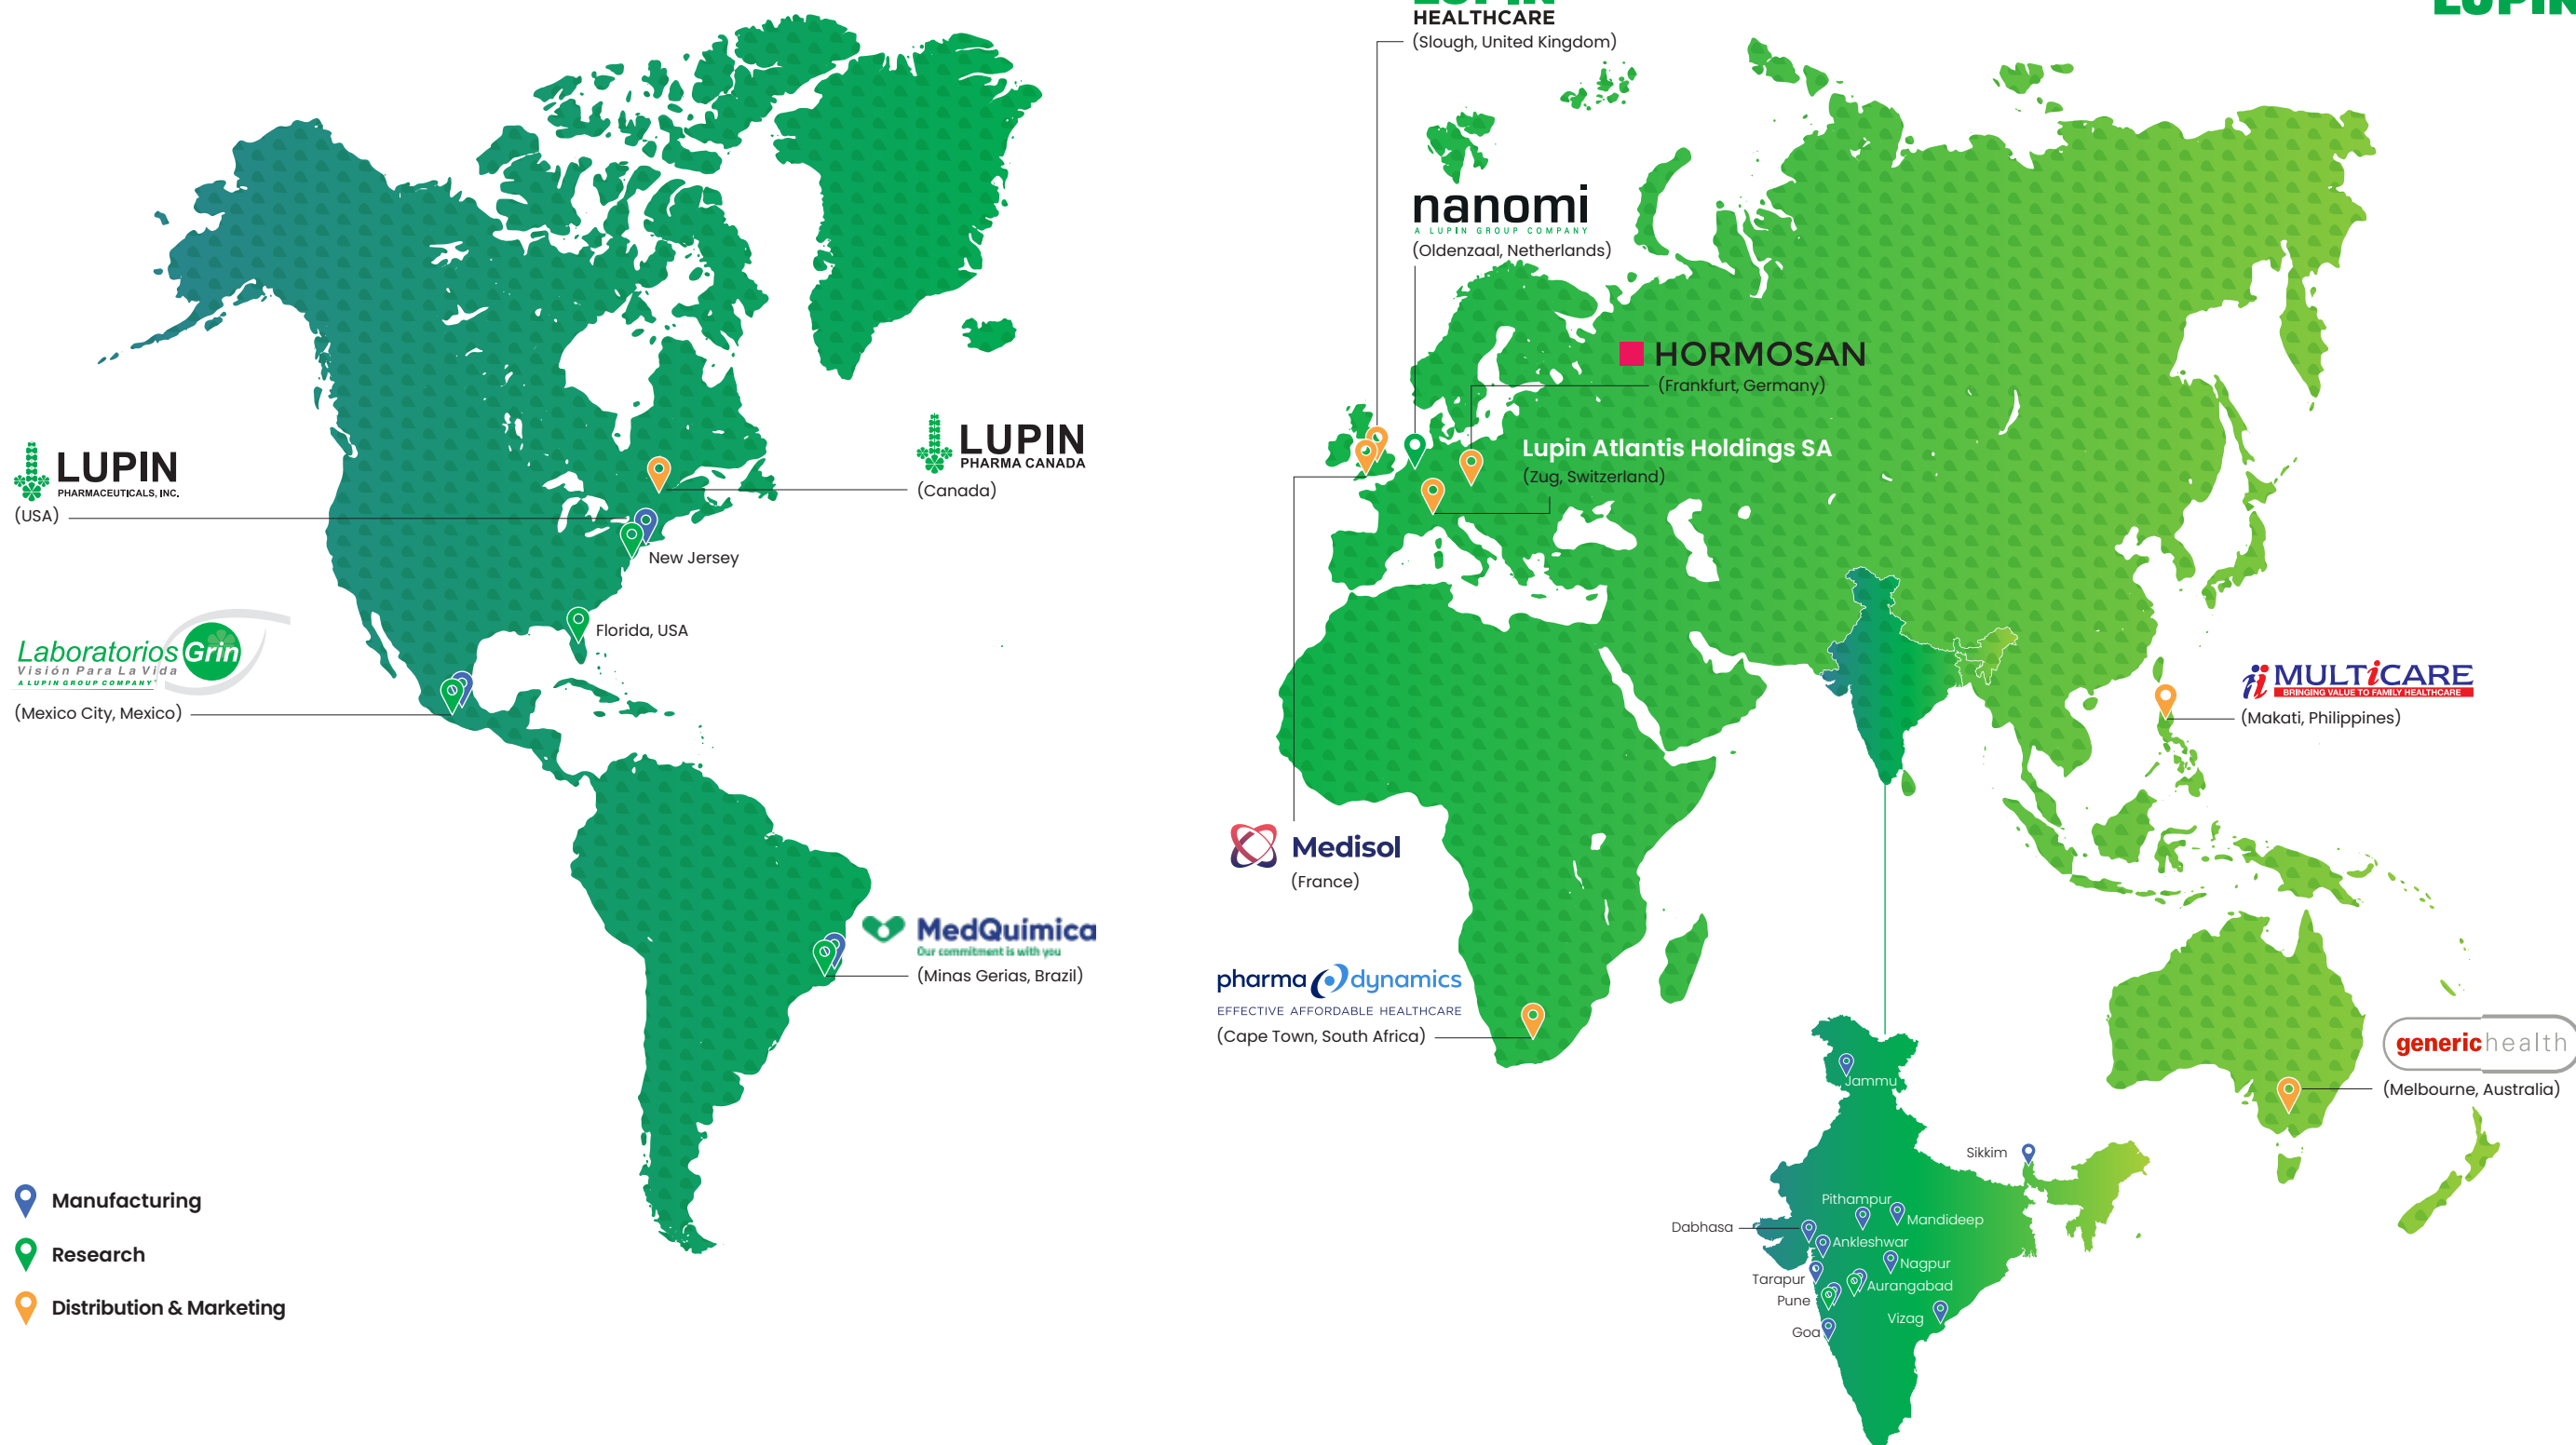 LUPIN
HEALTHCARE
(Slough, United Kingdom)
LUPIN
nanomi
A LUPIN GROUP COMPANY
(Oldenzaal, Netherlands)
HORMOSAN
(Frankfurt, Germany)
Lupin Atlantis Holdings SA
(Zug, Switzerland)
LUPIN
PHARMA CANADA
(Canada)
LUPIN
PHARMACEUTICALS, INC.
(USA)
New Jersey
Florida, USA
Laboratorios Grin
Visión Para La Vida
A LUPIN GROUP COMPANY
(Mexico City, Mexico)
MULTiCARE
BRINGING VALUE TO FAMILY HEALTHCARE
(Makati, Philippines)
Medisol
(France)
MedQuímica
Our commitment is with you
(Minas Gerias, Brazil)
pharma dynamics
EFFECTIVE AFFORDABLE HEALTHCARE
(Cape Town, South Africa)
generichealth
(Melbourne, Australia)
Jammu
Sikkim
Pithampur
Mandideep
Dabhasa
Ankleshwar
Nagpur
Tarapur
Aurangabad
Pune
Vizag
Goa
Manufacturing
Research
Distribution & Marketing